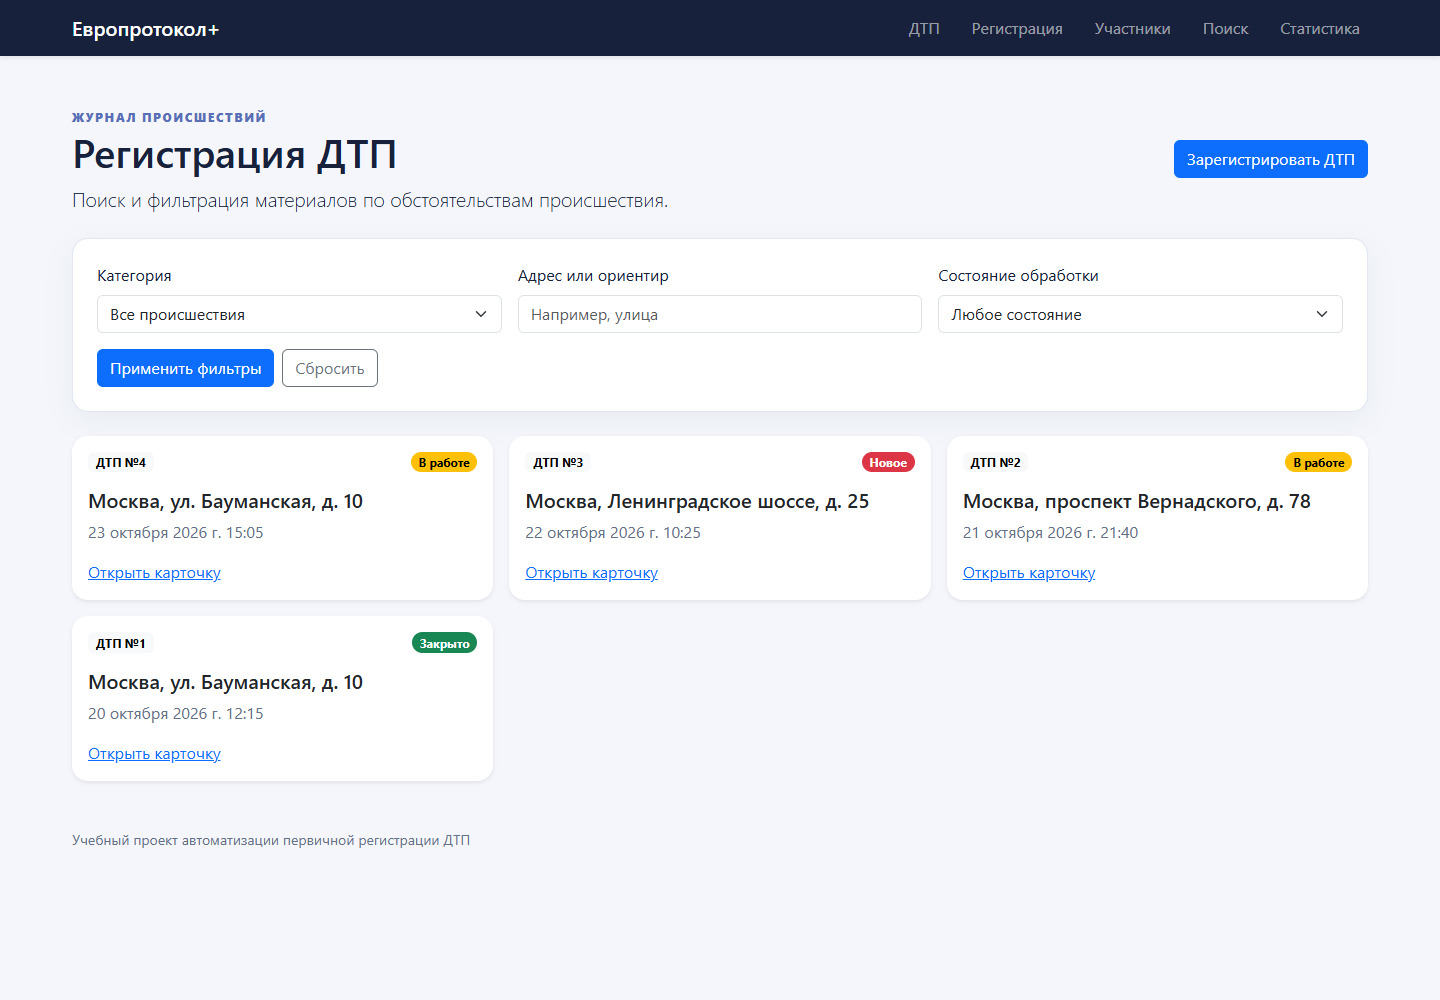 Европротокол+
ДТП Регистрация Участники Поиск Статистика
ЖУРНАЛ ПРОИСШЕСТВИЙ
Регистрация ДТП
Зарегистрировать ДТП
Поиск и фильтрация материалов по обстоятельствам происшествия.
Категория
Все происшествия
Адрес или ориентир
Например, улица
Состояние обработки
Любое состояние
Применить фильтры
Сбросить
ДТП №4
В работе
Москва, ул. Бауманская, д. 10
23 октября 2026 г. 15:05
Открыть карточку
ДТП №3
Новое
Москва, Ленинградское шоссе, д. 25
22 октября 2026 г. 10:25
Открыть карточку
ДТП №2
В работе
Москва, проспект Вернадского, д. 78
21 октября 2026 г. 21:40
Открыть карточку
ДТП №1
Закрыто
Москва, ул. Бауманская, д. 10
20 октября 2026 г. 12:15
Открыть карточку
Учебный проект автоматизации первичной регистрации ДТП